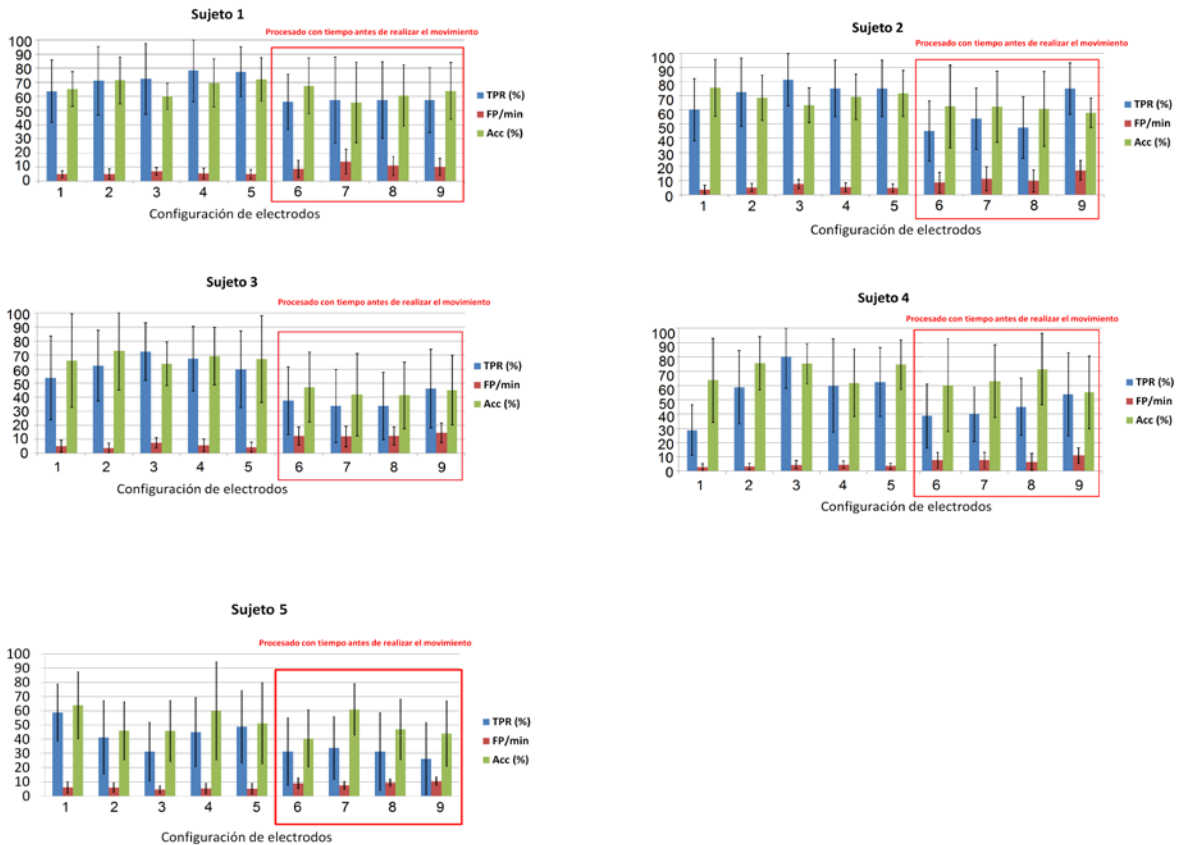 Sujeto 1
Procesado con tiempo antes de realizar el movimiento
100
90
80
70
60
50
40
30
20
10
0
TPR (%)
FP/min
Acc (%)
1 2 3 4 5 6 7 8 9
Configuración de electrodos
Sujeto 2
Procesado con tiempo antes de realizar el movimiento
100
90
80
70
60
50
40
30
20
10
0
TPR (%)
FP/min
Acc (%)
1 2 3 4 5 6 7 8 9
Configuración de electrodos
Sujeto 3
Procesado con tiempo antes de realizar el movimiento
100
90
80
70
60
50
40
30
20
10
0
TPR (%)
FP/min
Acc (%)
1 2 3 4 5 6 7 8 9
Configuración de electrodos
Sujeto 4
Procesado con tiempo antes de realizar el movimiento
100
90
80
70
60
50
40
30
20
10
0
TPR (%)
FP/min
Acc (%)
1 2 3 4 5 6 7 8 9
Configuración de electrodos
Sujeto 5
Procesado con tiempo antes de realizar el movimiento
100
90
80
70
60
50
40
30
20
10
0
TPR (%)
FP/min
Acc (%)
1 2 3 4 5 6 7 8 9
Configuración de electrodos